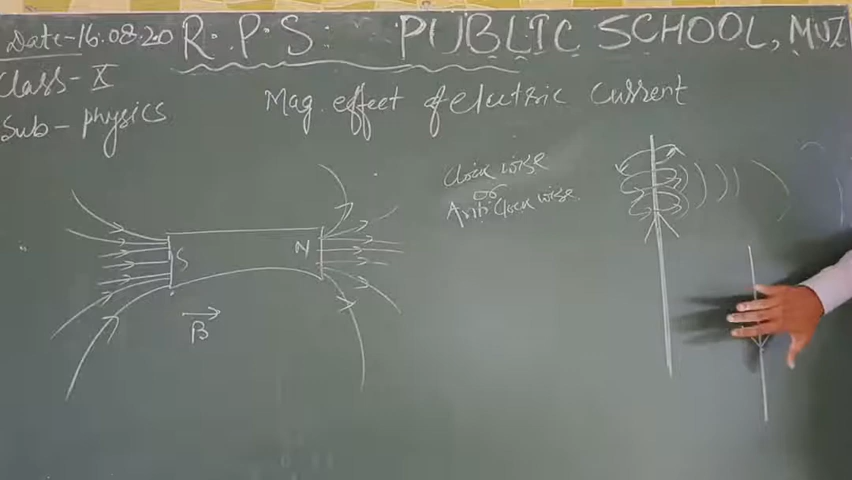 Date-16.08.20
R.P.S. PUBLIC SCHOOL, MUZ
Class- X
Sub- physics
Mag. effect of electric current
Clock wise
or
Anti Clock wise
S
N
B